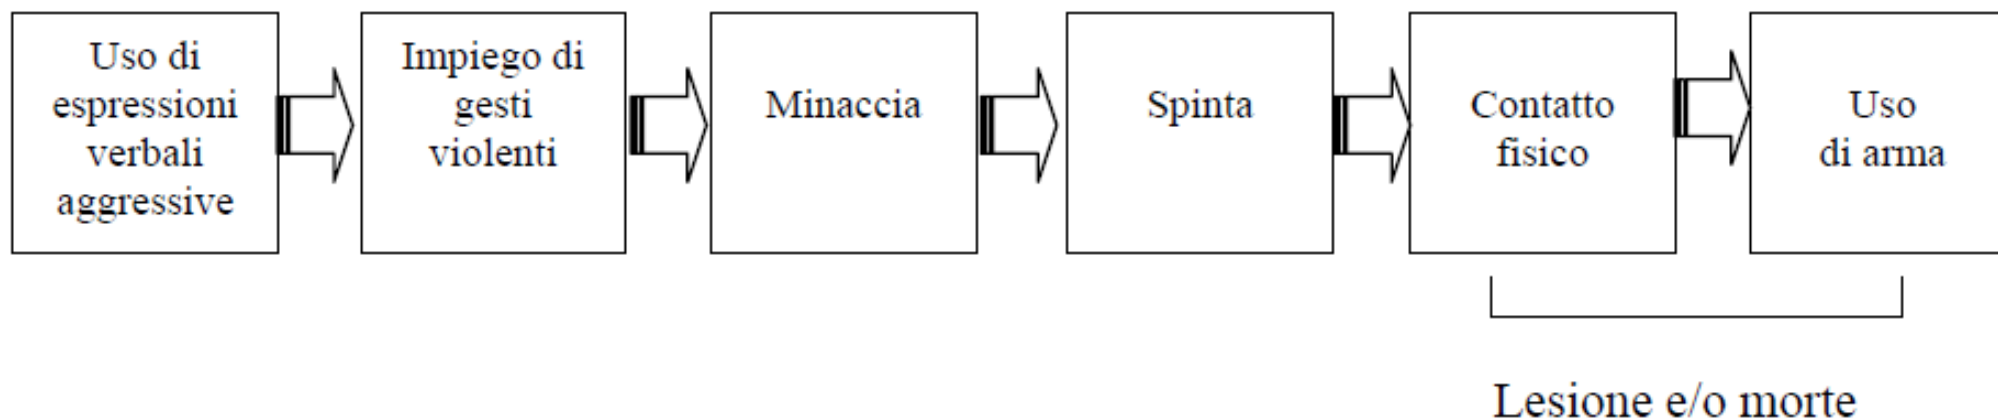 Uso di
espressioni
verbali
aggressive
Impiego di
gesti
violenti
Minaccia
Spinta
Contatto
fisico
Uso
di arma
Lesione e/o morte